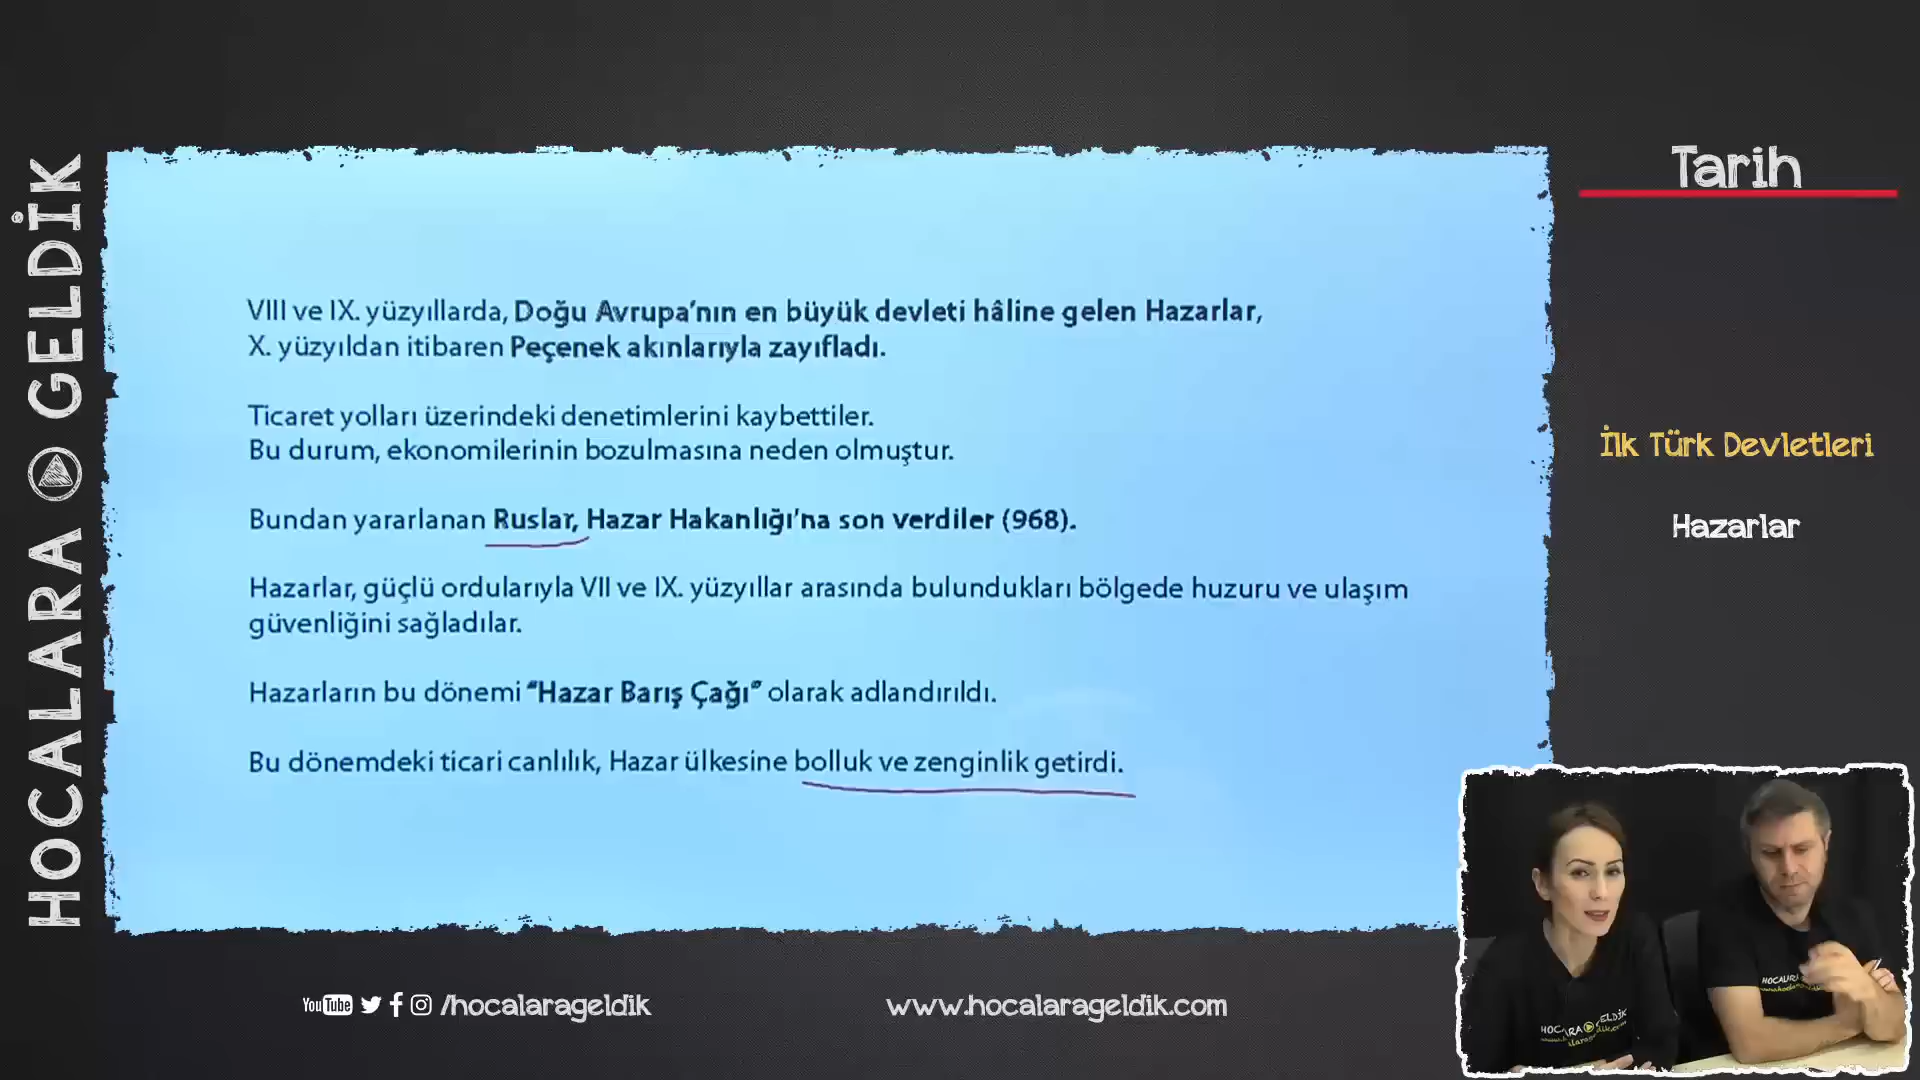 HOCALARA GELDİK
Tarih
VIII ve IX. yüzyıllarda, Doğu Avrupa’nın en büyük devleti hâline gelen Hazarlar,
X. yüzyıldan itibaren Peçenek akınlarıyla zayıfladı.
Ticaret yolları üzerindeki denetimlerini kaybettiler.
Bu durum, ekonomilerinin bozulmasına neden olmuştur.
Bundan yararlanan Ruslar, Hazar Hakanlığı’na son verdiler (968).
Hazarlar, güçlü ordularıyla VII ve IX. yüzyıllar arasında bulundukları bölgede huzuru ve ulaşım
güvenliğini sağladılar.
Hazarların bu dönemi “Hazar Barış Çağı” olarak adlandırıldı.
Bu dönemdeki ticari canlılık, Hazar ülkesine bolluk ve zenginlik getirdi.
İlk Türk Devletleri
Hazarlar
YouTube /hocalarageldik
www.hocalarageldik.com